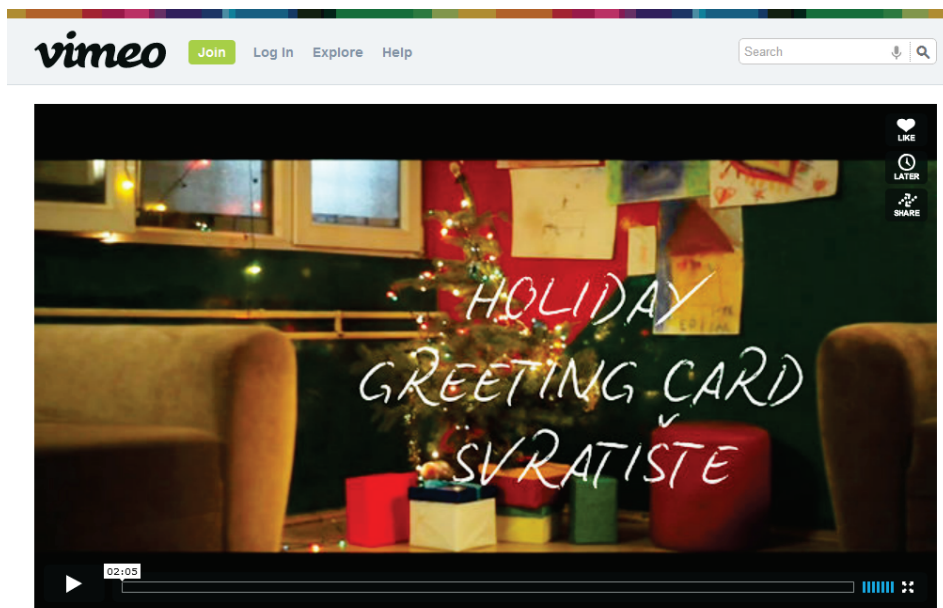 vimeo
Join Log In Explore Help
Search
LIKE
LATER
SHARE
HOLIDAY
GREETING CARD
SVRATIŠTE
02:05